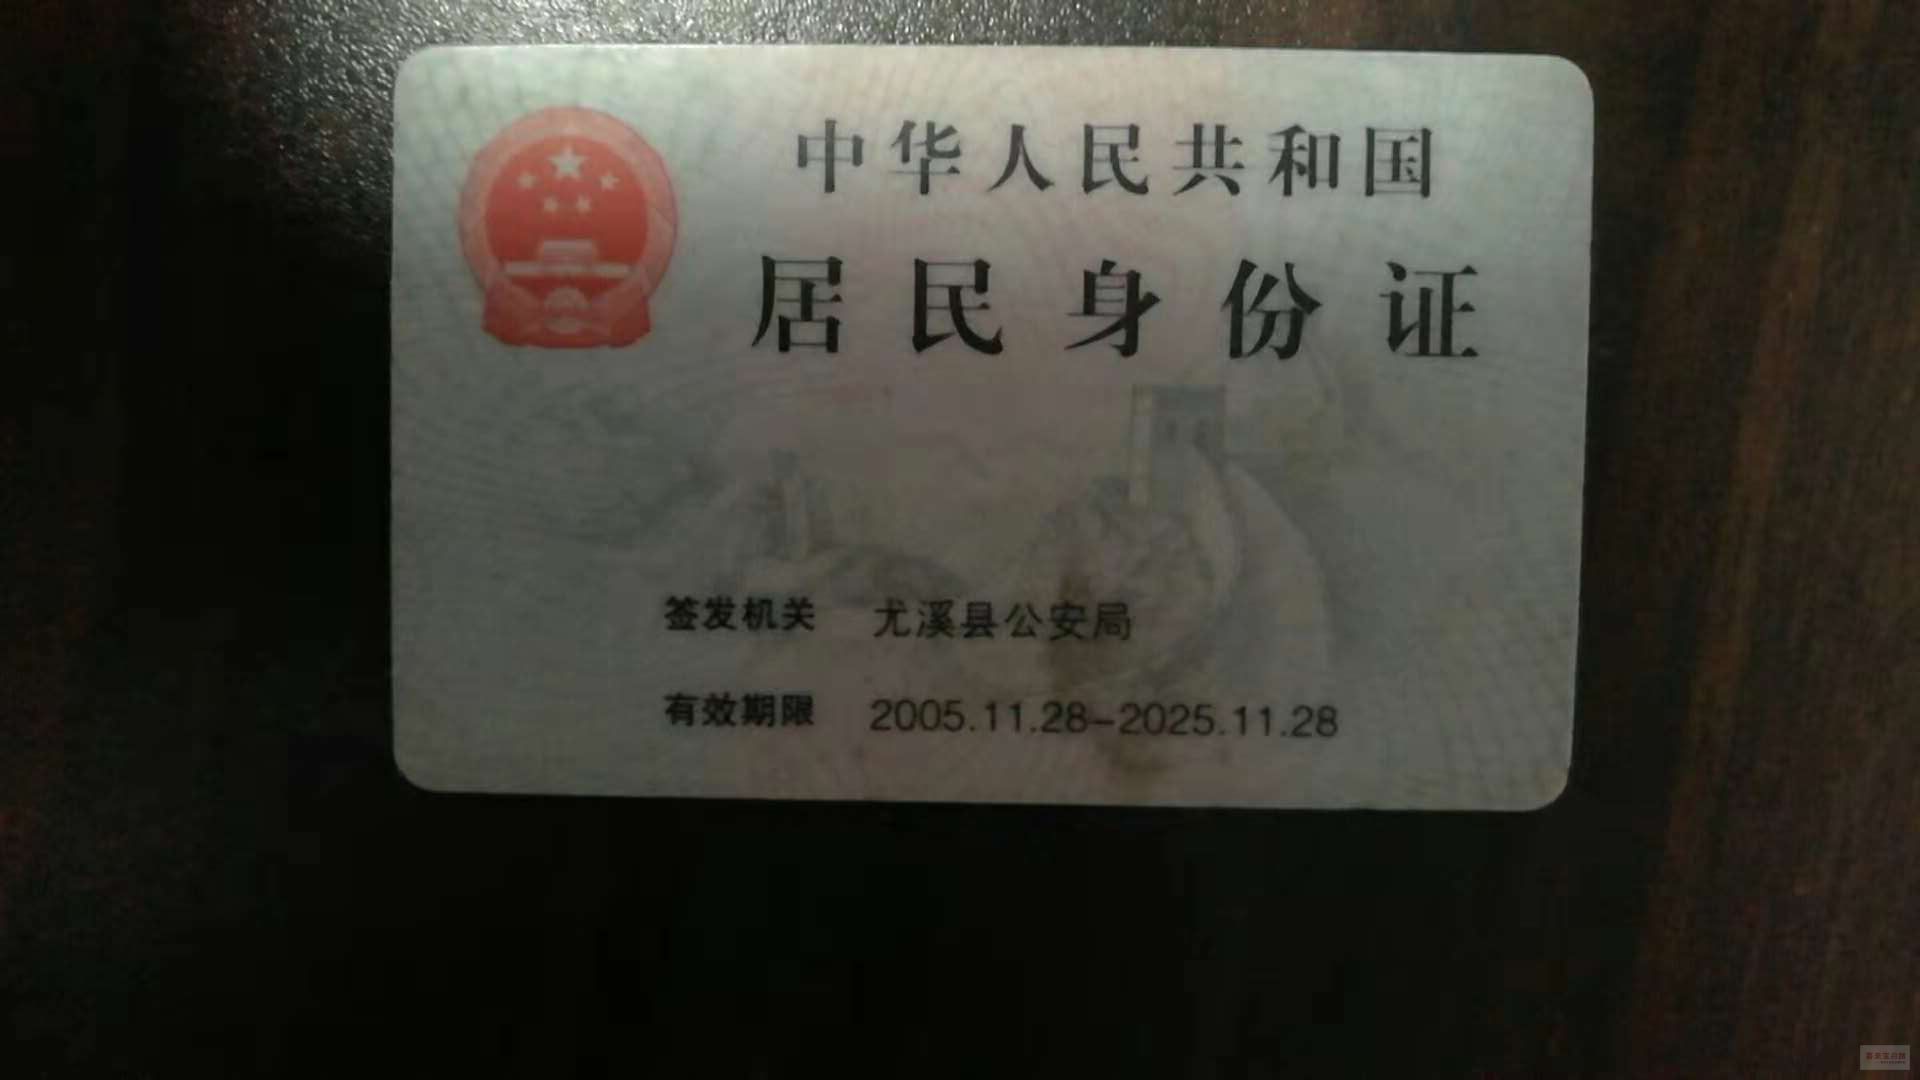 中华人民共和国
居民身份证
签发机关 尤溪县公安局
有效期限 2005.11.28-2025.11.28